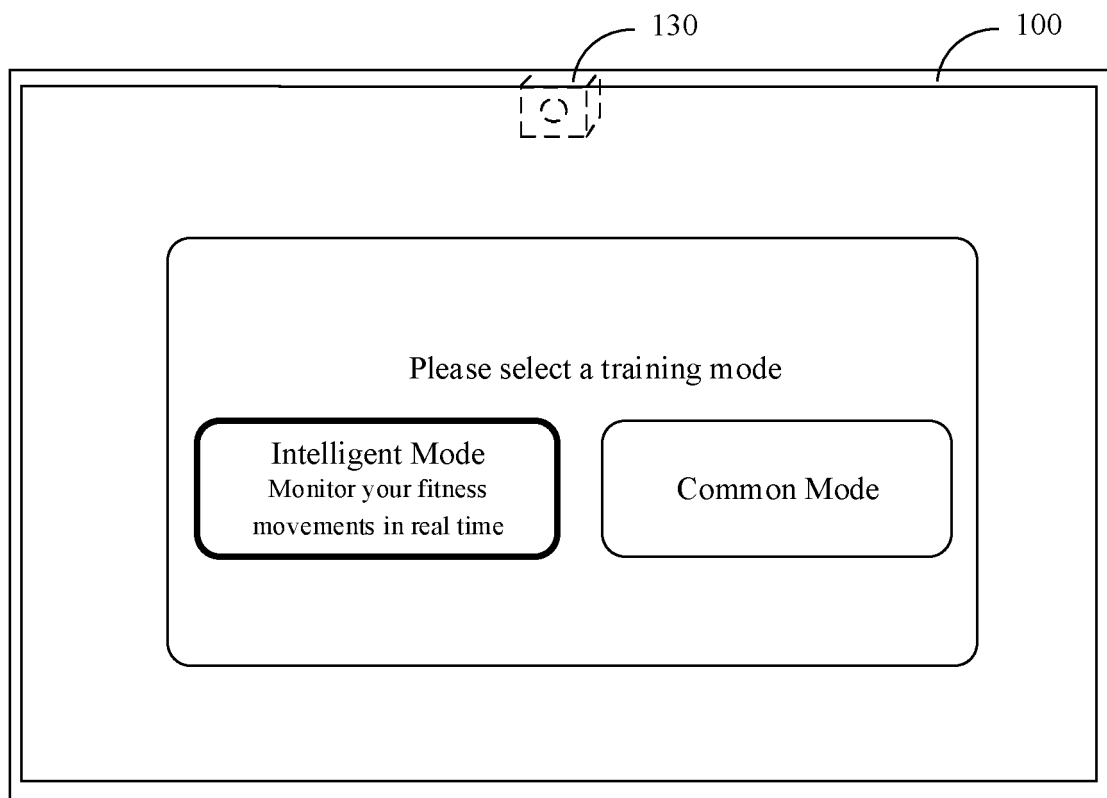 130
100
Please select a training mode
Intelligent Mode
Monitor your fitness
movements in real time
Common Mode